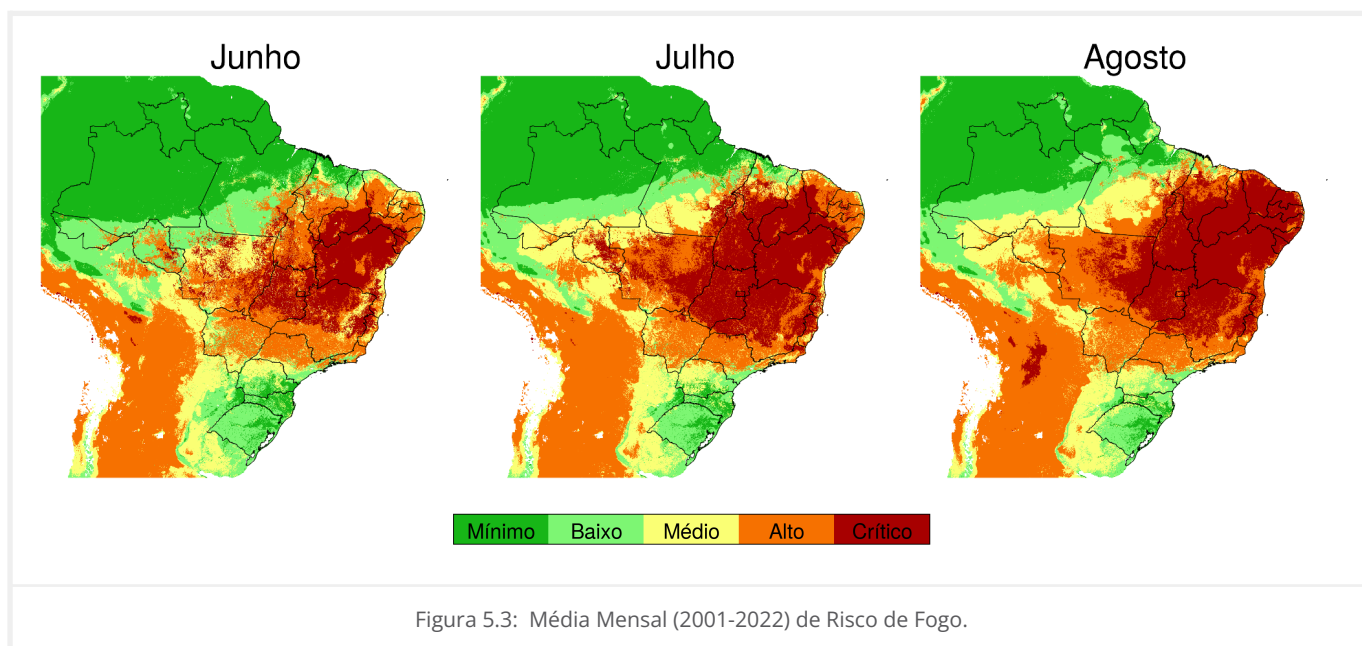 Junho
Julho
Agosto
Mínimo Baixo Médio Alto Crítico
Figura 5.3: Média Mensal (2001-2022) de Risco de Fogo.